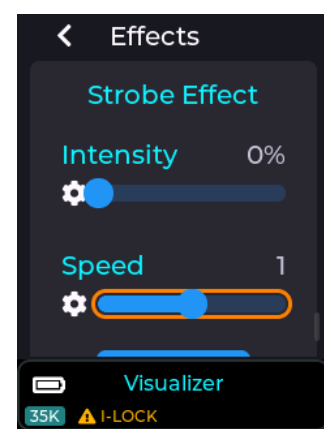 Effects
Strobe Effect
Intensity 0%
Speed 1
Visualizer
35K I-LOCK